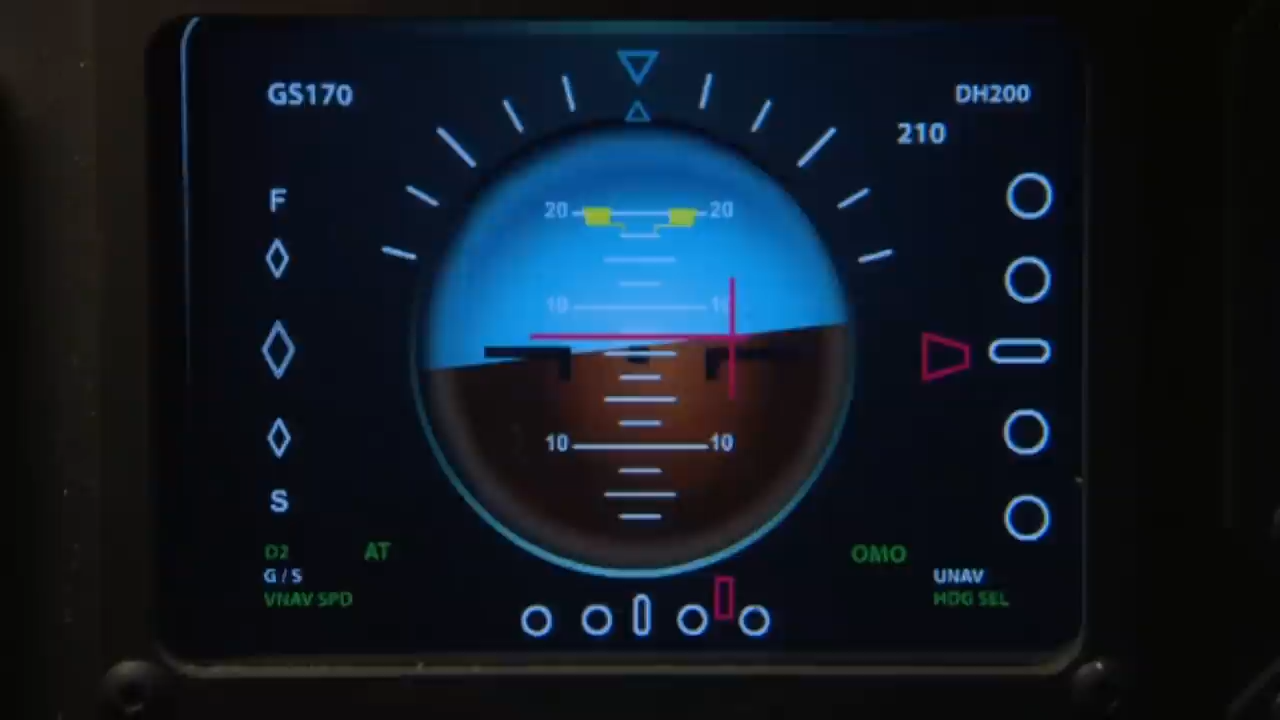 GS170
DH200
210
F
20 20
10 10
10 10
S
D2 AT OMO
G / S UNAV
VNAV SPD HDG SEL